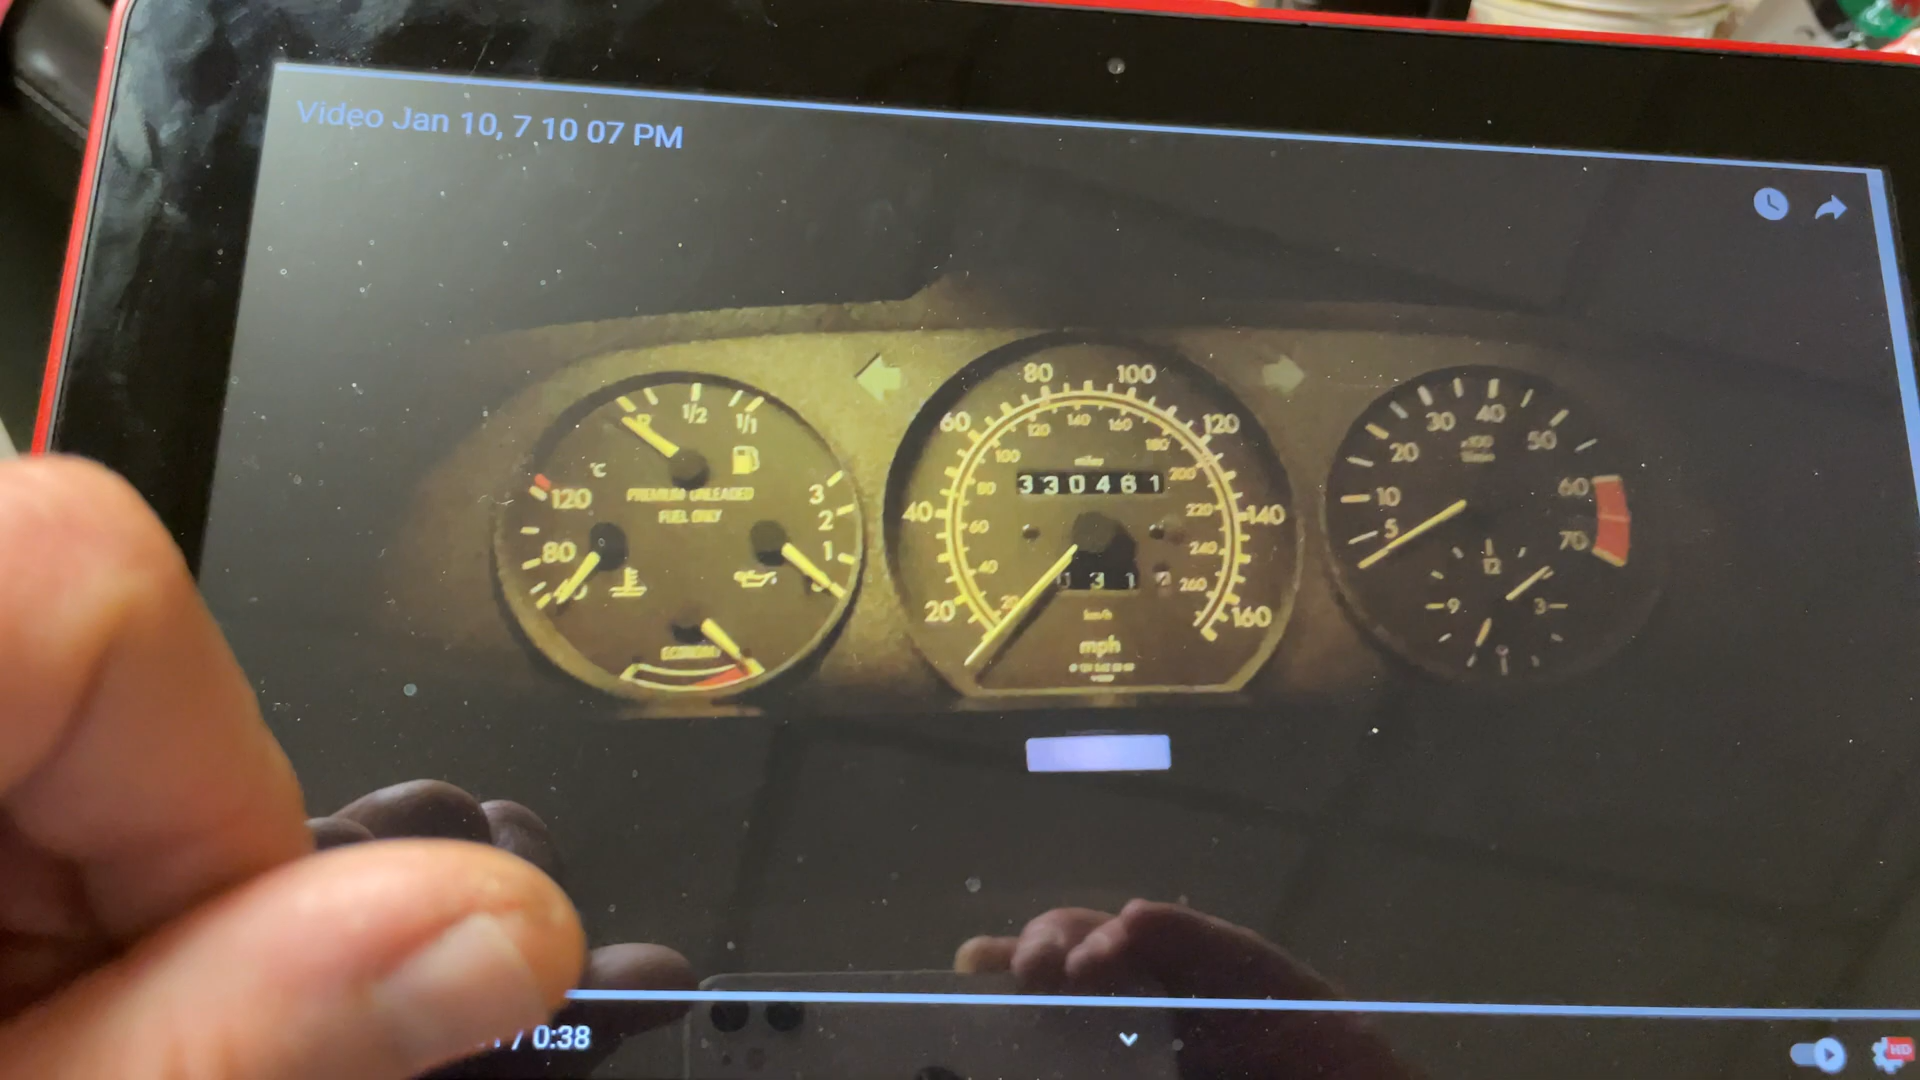 Video Jan 10, 7 10 07 PM
R 1/2 1/1
°C
120
80
PREMIUM UNLEADED
FUEL ONLY
3
2
1
ECONOMY
20 40 60 80 100 120 140 160
20 40 60 80 100 120 140 160 180 200 220 240 260
miles
330461
31
km/h
mph
5 10 20 30 40 50 60 70
x100
1/min
12
3
9
/ 0:38
HD